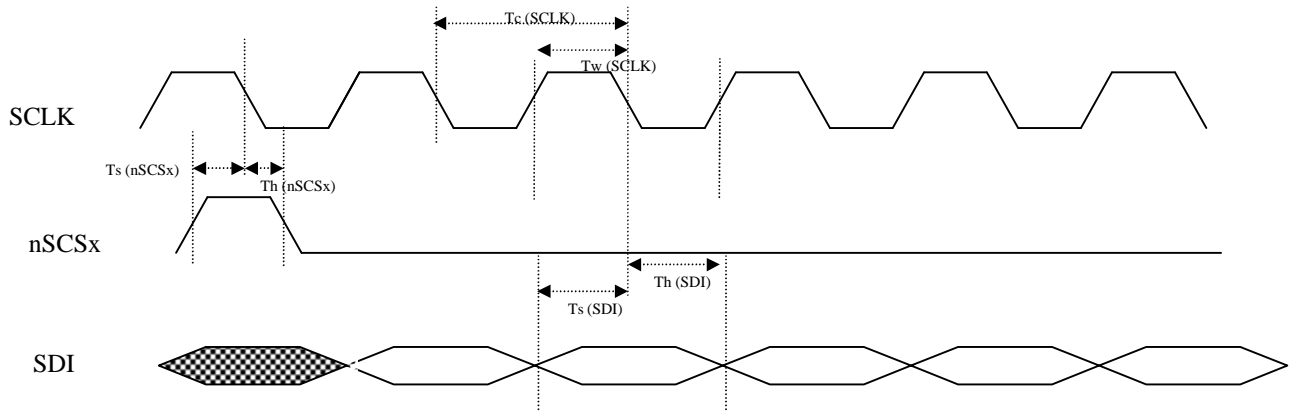 Tc (SCLK)
Tw (SCLK)
SCLK
Ts (nSCSx)
Th (nSCSx)
nSCSx
Th (SDI)
Ts (SDI)
SDI